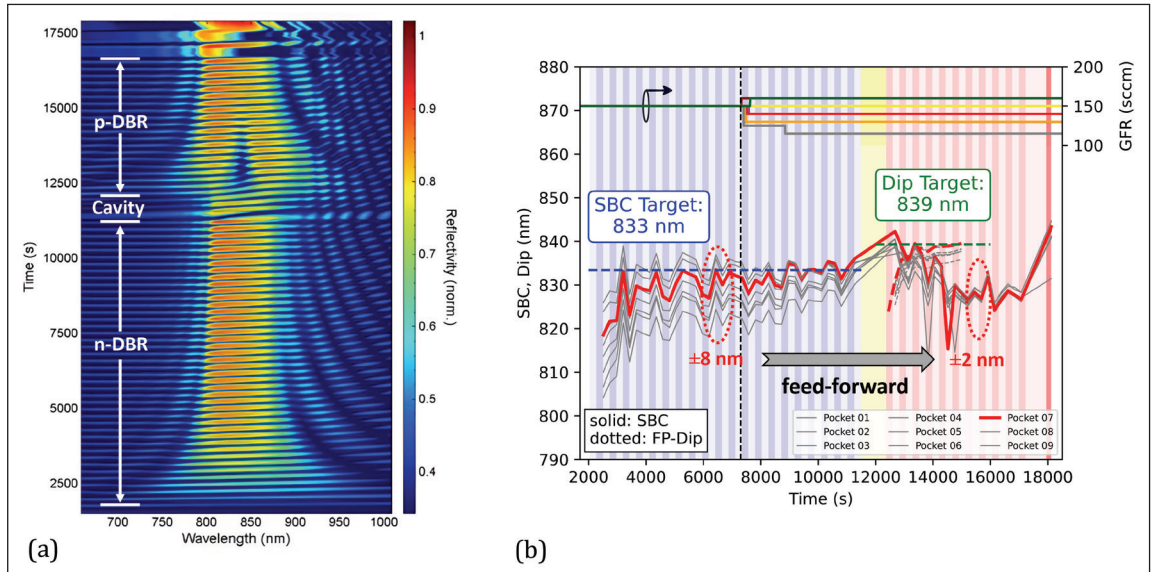 17500
15000
12500
10000
7500
5000
2500
Time (s)
p-DBR
Cavity
n-DBR
700
750
800
850
900
950
1000
Wavelength (nm)
1
0.9
0.8
0.7
0.6
0.5
0.4
Reflectivity (norm.)
(a)
880
870
860
850
840
830
820
810
800
790
SBC, Dip (nm)
200
150
100
GFR (sccm)
SBC Target:
833 nm
Dip Target:
839 nm
±8 nm
±2 nm
feed-forward
solid: SBC
dotted: FP-Dip
Pocket 01
Pocket 02
Pocket 03
Pocket 04
Pocket 05
Pocket 06
Pocket 07
Pocket 08
Pocket 09
2000
4000
6000
8000
10000
12000
14000
16000
18000
Time (s)
(b)